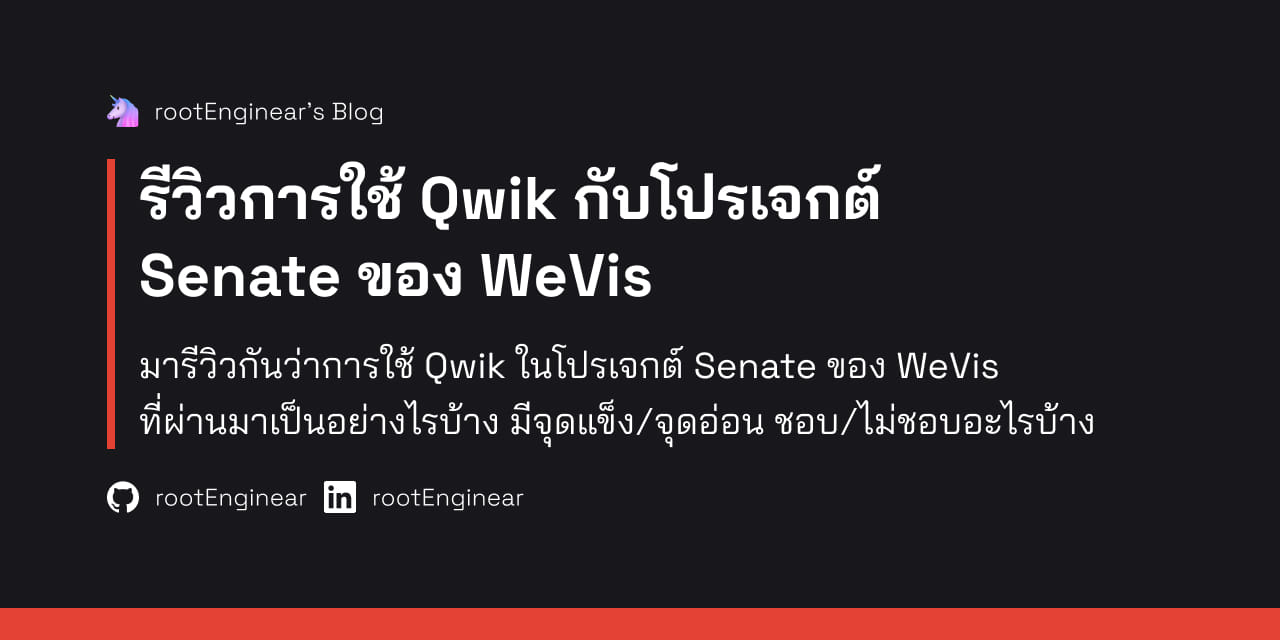 rootEnginear's Blog
รีวิวการใช้ Qwik กับโปรเจกต์
Senate ของ WeVis
มารีวิวกันว่าการใช้ Qwik ในโปรเจกต์ Senate ของ WeVis
ที่ผ่านมาเป็นอย่างไรบ้าง มีจุดแข็ง/จุดอ่อน ชอบ/ไม่ชอบอะไรบ้าง
rootEnginear in rootEnginear